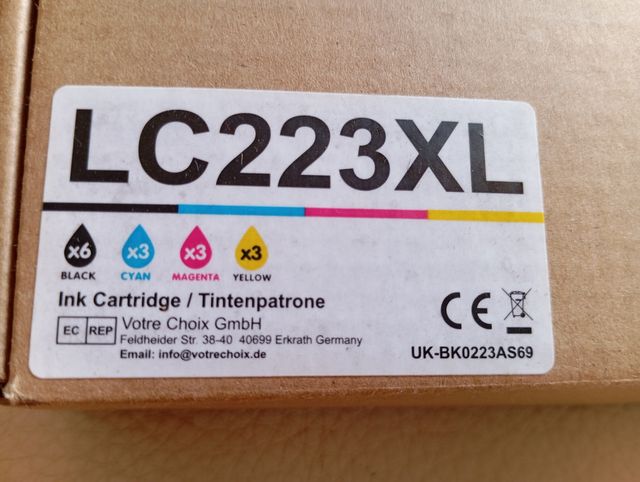 LC223XL
x6 x3 x3 x3
BLACK CYAN MAGENTA YELLOW
Ink Cartridge / Tintenpatrone
EC REP Votre Choix GmbH
Feldheider Str. 38-40 40699 Erkrath Germany
Email: info@votrechoix.de
CE
UK-BK0223AS69